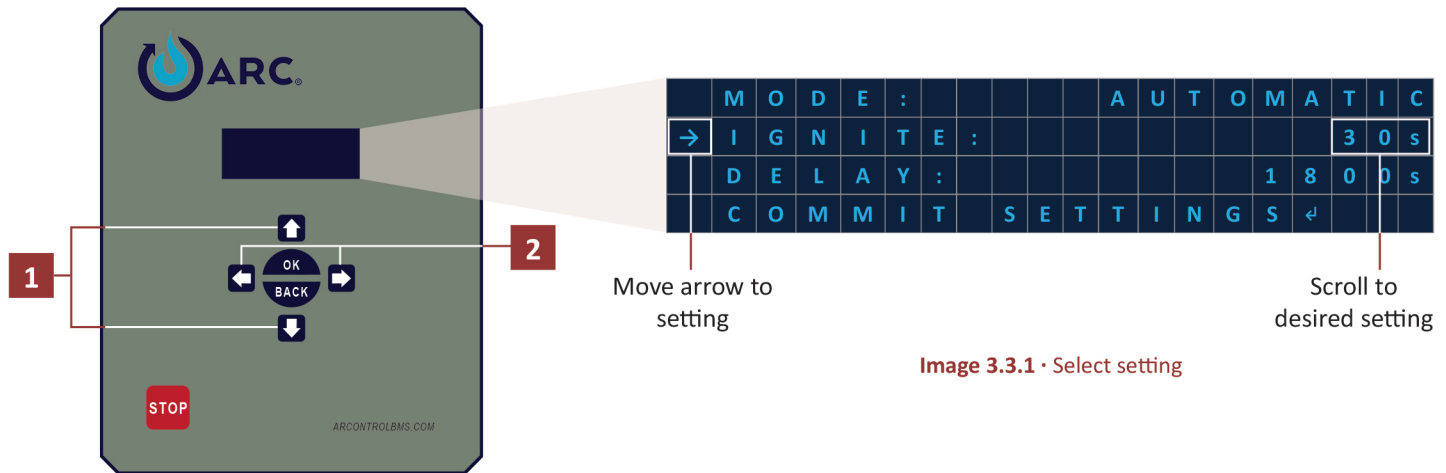 ARC®
MODE: AUTOMATIC
→ IGNITE: 30s
DELAY: 1800s
COMMIT SETTINGS ↲
1
2
OK
BACK
Move arrow to
setting
Scroll to
desired setting
Image 3.3.1 · Select setting
STOP
ARCONTROLBMS.COM